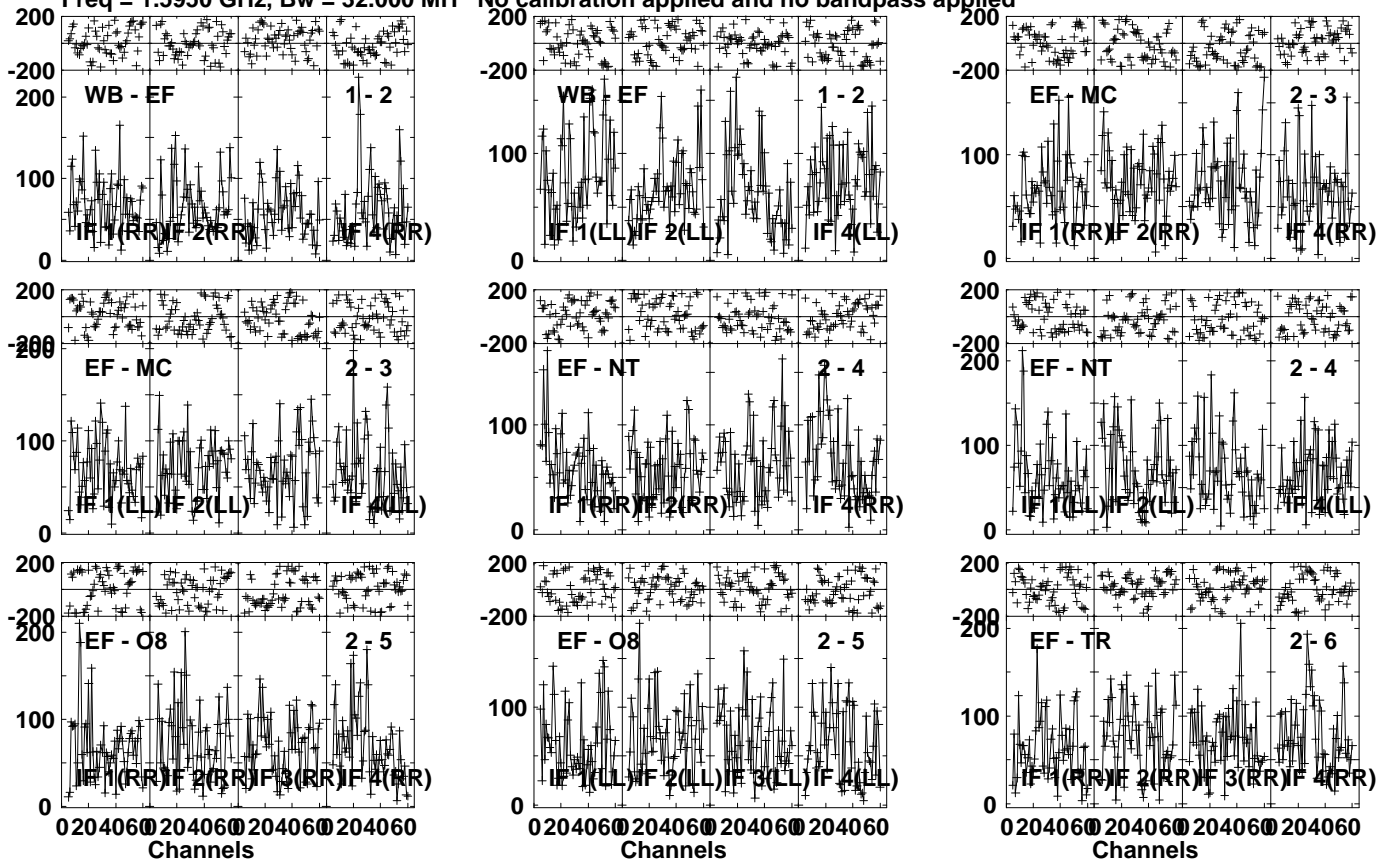 Freq = 1.5950 GHz, Bw = 32.000 MH No calibration applied and no bandpass applied
200 200 200
-200 -200 -200
WB - EF 1 - 2 WB - EF 1 - 2 EF - MC 2 - 3
200
100 100 100
IF 1(RR) IF 2(RR) IF 4(RR) IF 1(LL) IF 2(LL) IF 4(LL) IF 1(RR) IF 2(RR) IF 4(RR)
0 0 0
200 200 200
-200 -200 -200
200 200
EF - MC 2 - 3 EF - NT 2 - 4 EF - NT 2 - 4
100 100 100
IF 1(LL) IF 2(LL) IF 4(LL) IF 1(RR) IF 2(RR) IF 4(RR) IF 1(LL) IF 2(LL) IF 4(LL)
0 0 0
200 200 200
-200 -200 -200
200 200
EF - O8 2 - 5 EF - O8 2 - 5 EF - TR 2 - 6
100 100 100
IF 1(RR) IF 2(RR) IF 3(RR) IF 4(RR) IF 1(LL) IF 2(LL) IF 3(LL) IF 4(LL) IF 1(RR) IF 2(RR) IF 3(RR) IF 4(RR)
0 0 0
0 20 40 60 0 20 40 60 0 20 40 60 0 20 40 60 0 20 40 60 0 20 40 60 0 20 40 60 0 20 40 60 0 20 40 60 0 20 40 60 0 20 40 60 0 20 40 60
Channels Channels Channels